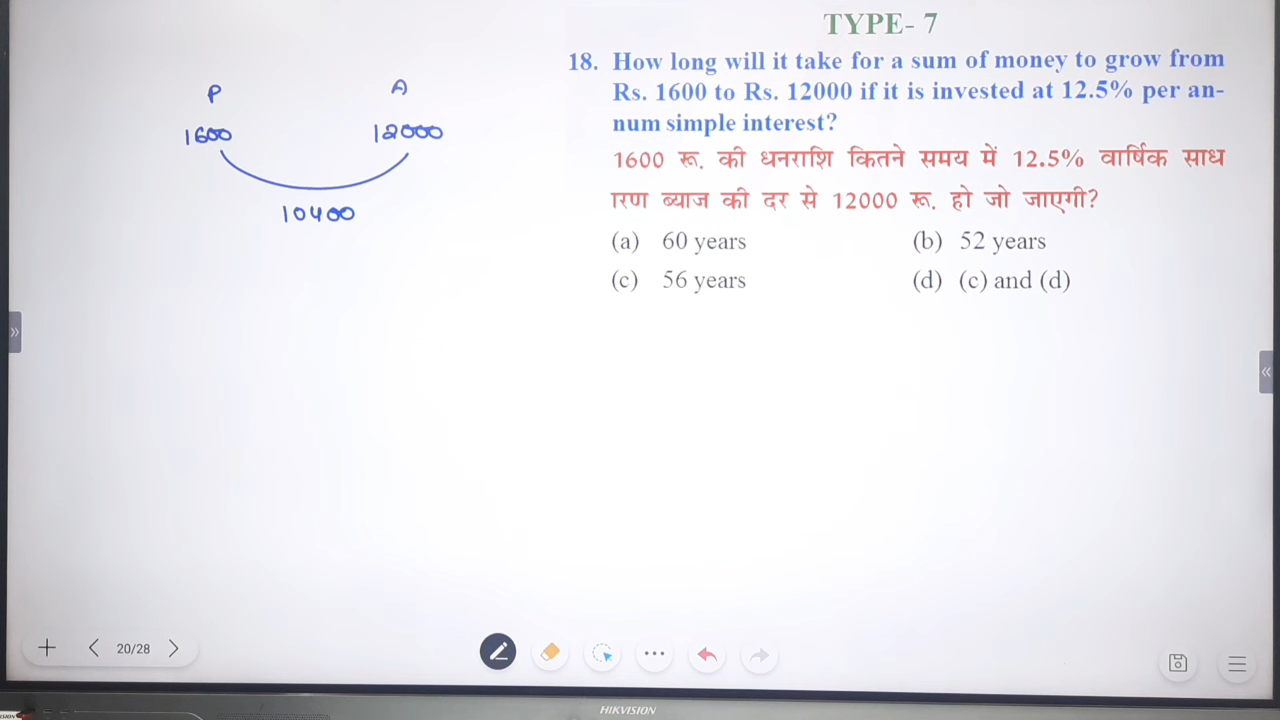 TYPE- 7
P A
1600 12000
10400
18. How long will it take for a sum of money to grow from
Rs. 1600 to Rs. 12000 if it is invested at 12.5% per an-
num simple interest?
1600 रू. की धनराशि कितने समय में 12.5% वार्षिक साध
ारण ब्याज की दर से 12000 रू. हो जो जाएगी?
(a) 60 years (b) 52 years
(c) 56 years (d) (c) and (d)
20/28
HIKVISION